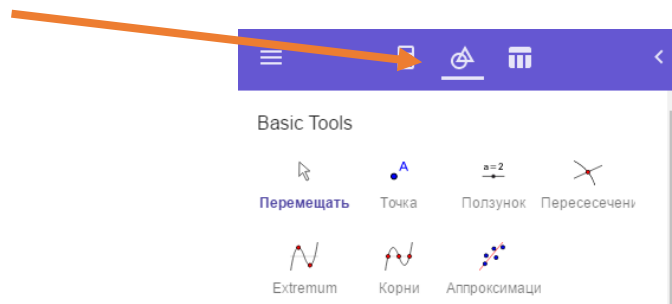 Basic Tools
A a=2
Перемещать Точка Ползунок Пересесечени
Extremum Корни Аппроксимаци